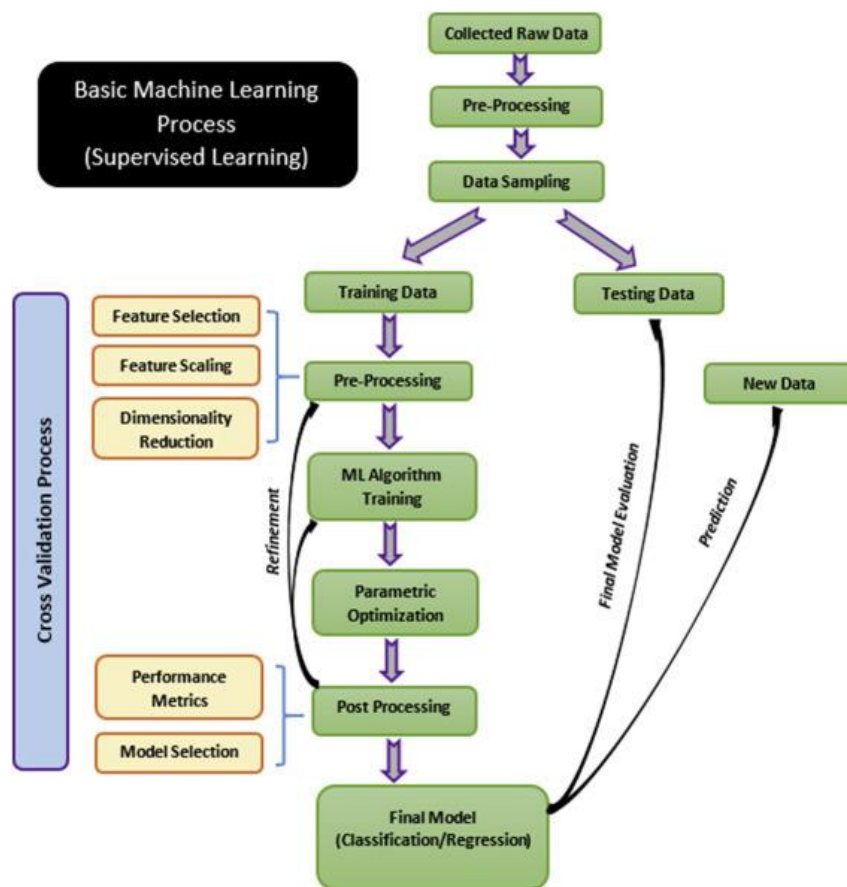 Collected Raw Data
Basic Machine Learning
Process
(Supervised Learning)
Pre-Processing
Data Sampling
Training Data
Testing Data
Feature Selection
Feature Scaling
Pre-Processing
New Data
Dimensionality
Reduction
Cross Validation Process
ML Algorithm
Training
Refinement
Final Model Evaluation
Prediction
Parametric
Optimization
Performance
Metrics
Post Processing
Model Selection
Final Model
(Classification/Regression)